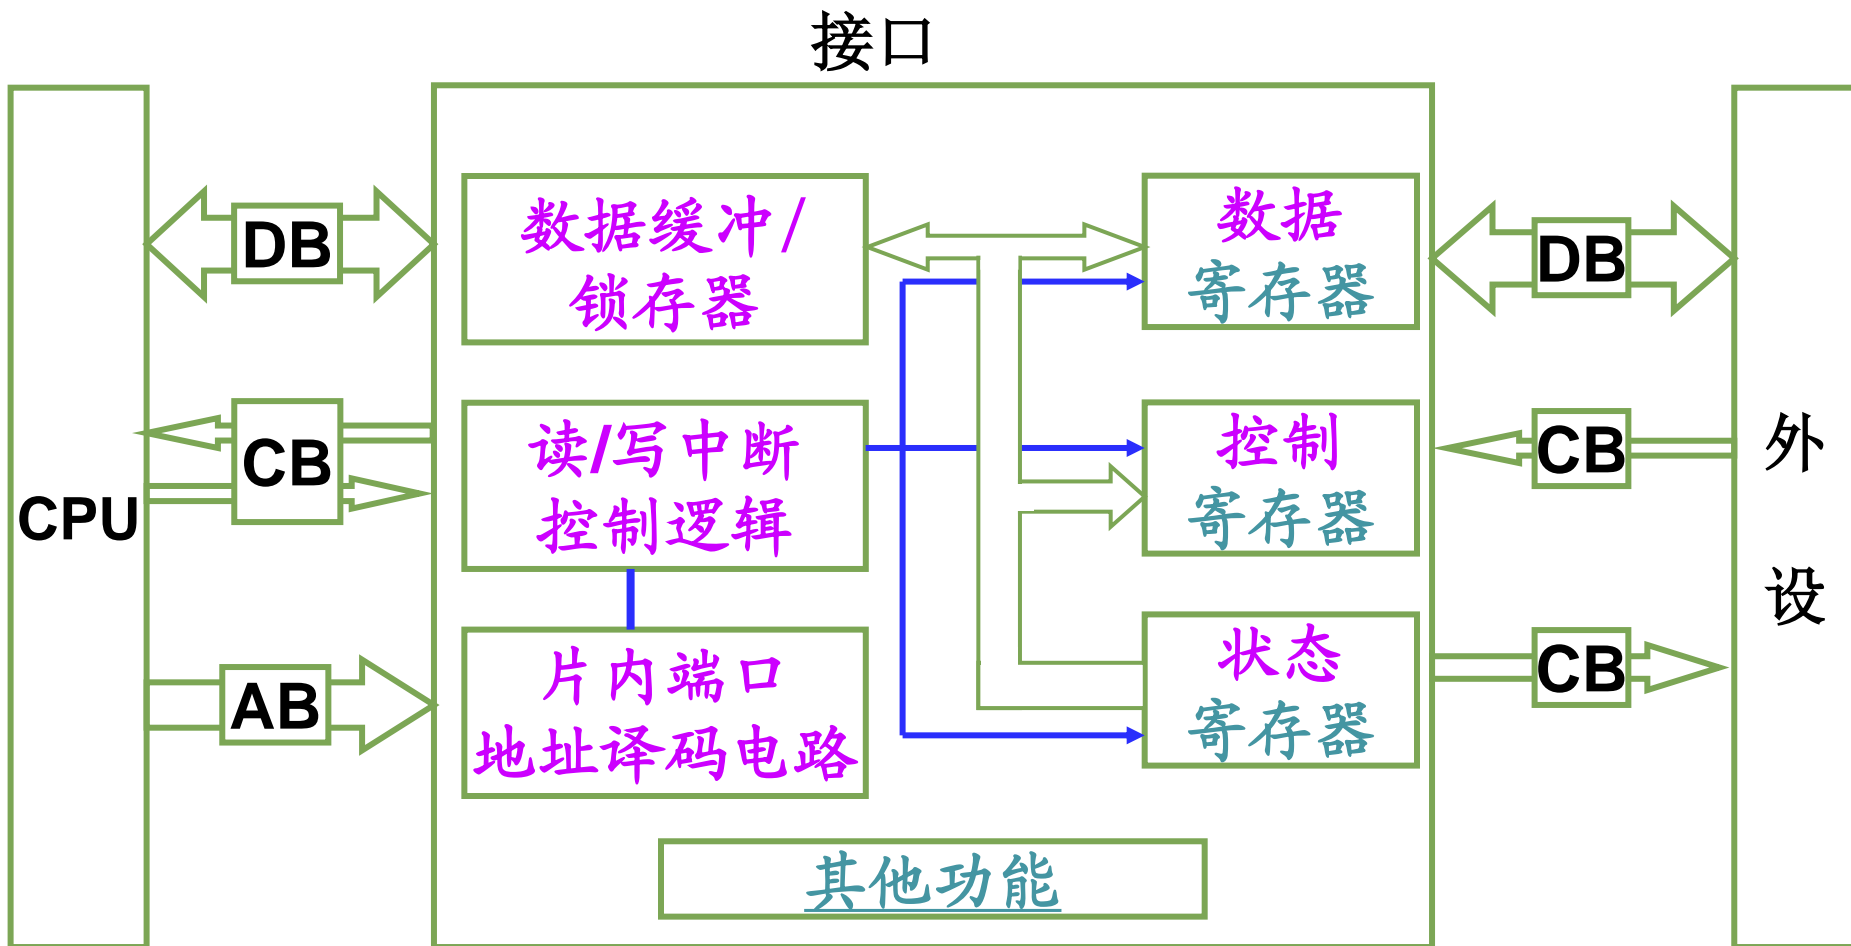 接口
CPU
DB
CB
AB
数据缓冲/
锁存器
读/写中断
控制逻辑
片内端口
地址译码电路
数据
寄存器
控制
寄存器
状态
寄存器
其他功能
DB
CB
CB
外
设